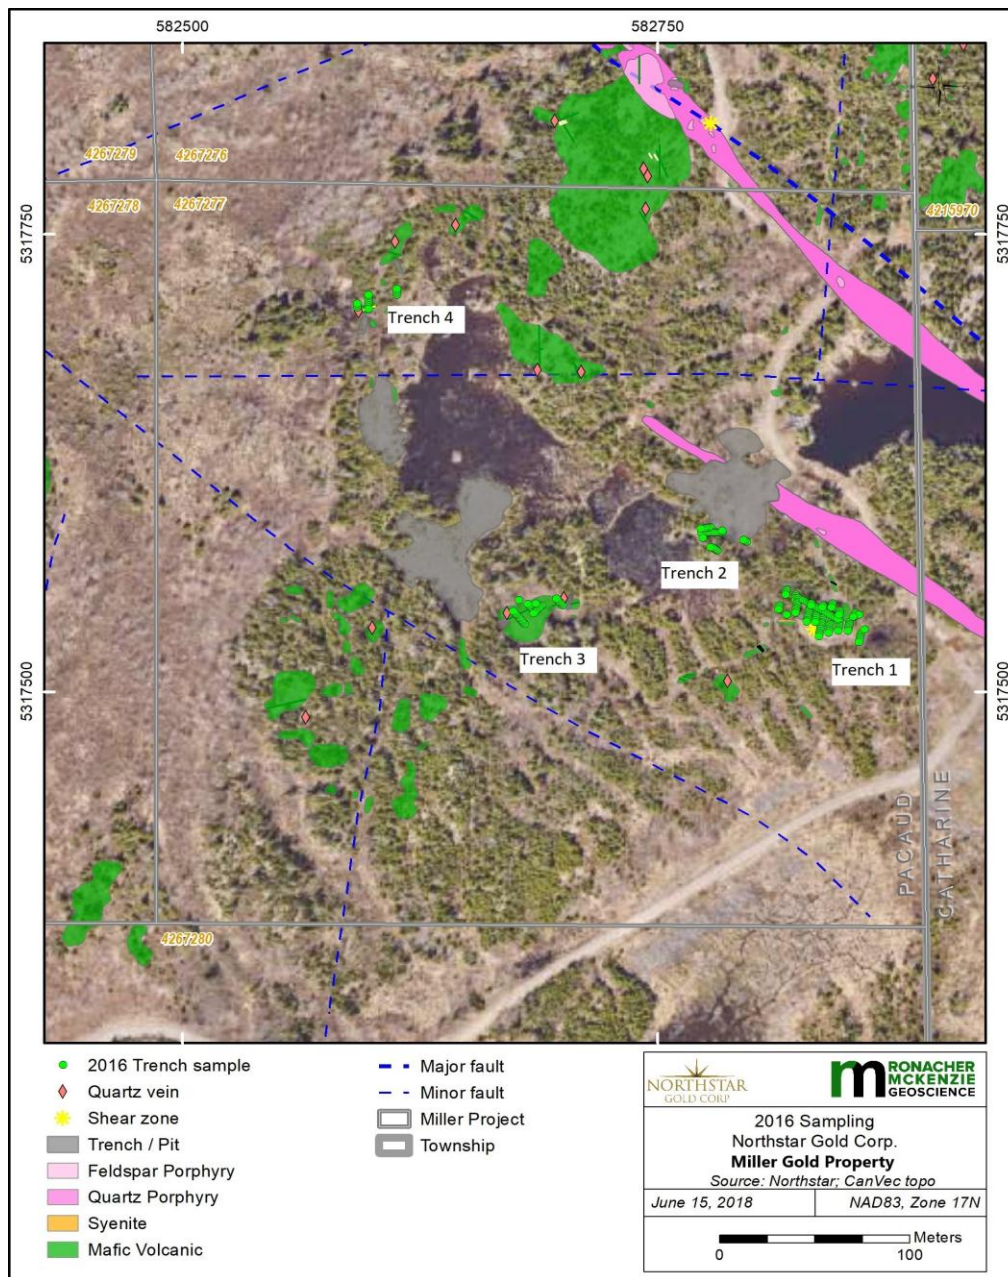 582500
582750
4267279
4267276
4267278
4267277
4215970
5317750
5317750
Trench 4
Trench 2
Trench 3
Trench 1
5317500
5317500
PACAUD
CATHARINE
4267280
2016 Trench sample
Quartz vein
Shear zone
Trench / Pit
Feldspar Porphyry
Quartz Porphyry
Syenite
Mafic Volcanic
Major fault
Minor fault
Miller Project
Township
NORTHSTAR
GOLD CORP
RONACHER
MCKENZIE
GEOSCIENCE
2016 Sampling
Northstar Gold Corp.
Miller Gold Property
Source: Northstar; CanVec topo
June 15, 2018
NAD83, Zone 17N
Meters
0
100